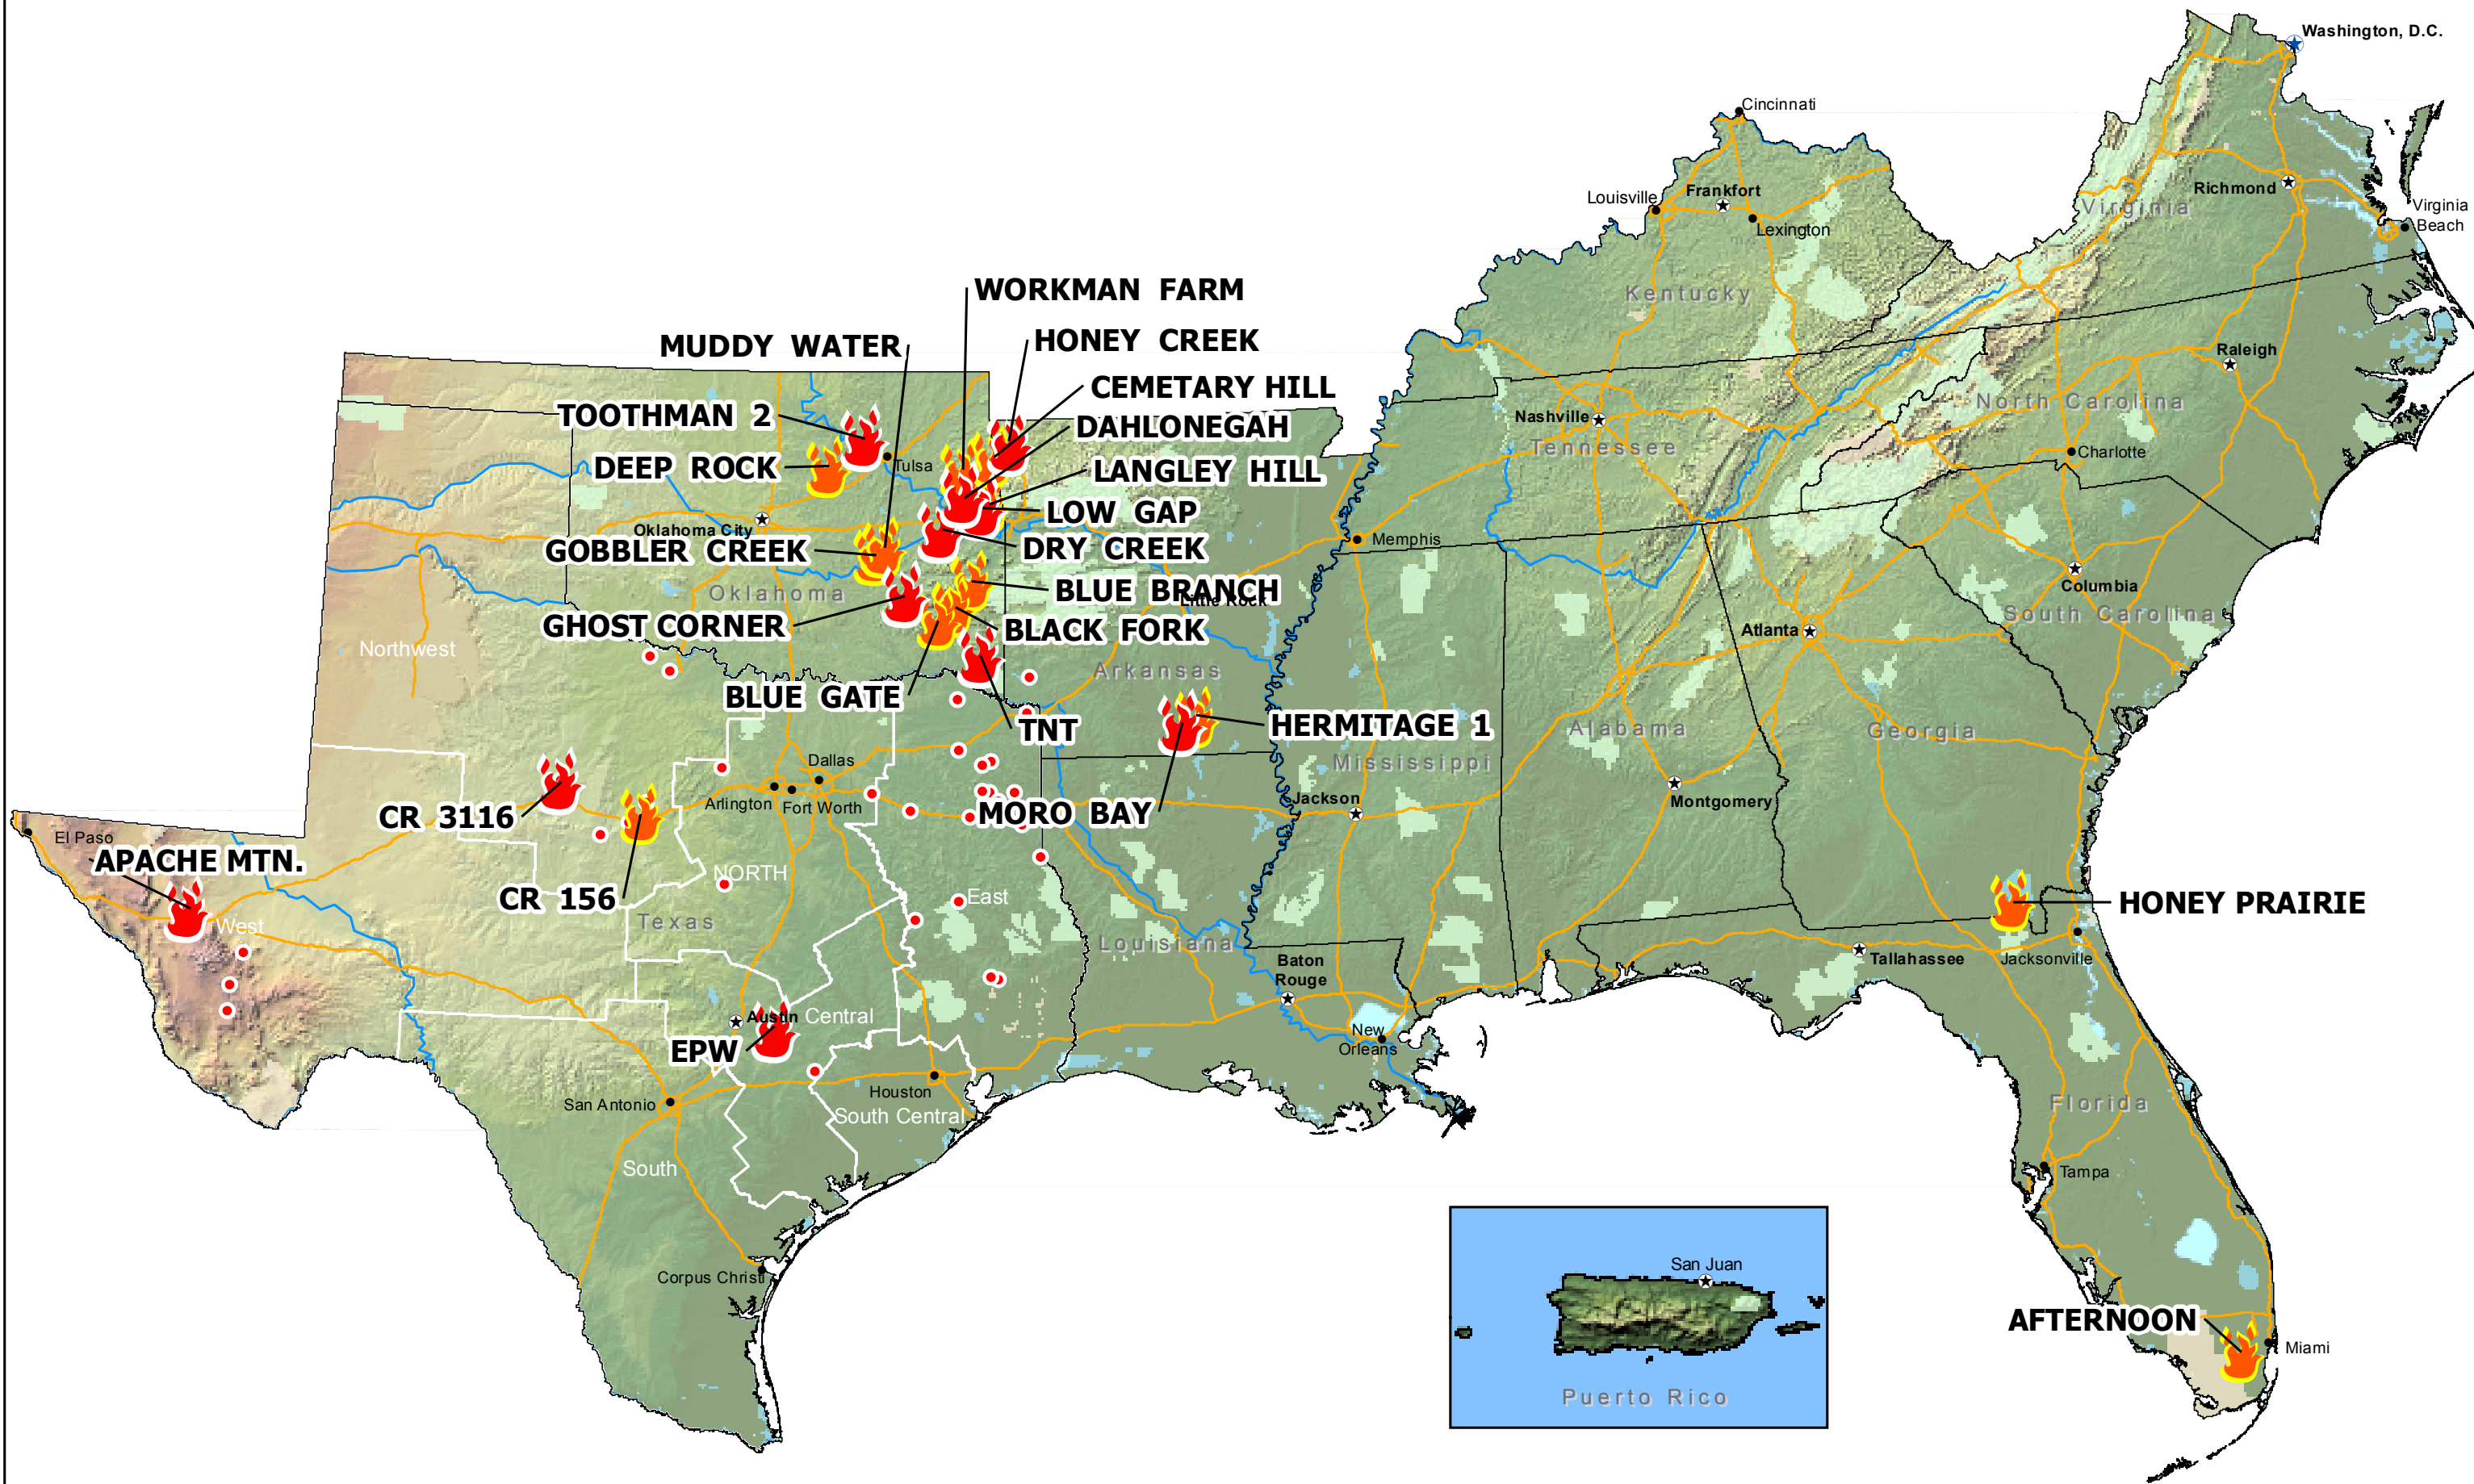 Washington, D.C.
Cincinnati
Louisville
Frankfort
Lexington
Richmond
Virginia
Virginia
Beach
Kentucky
WORKMAN FARM
MUDDY WATER
HONEY CREEK
Raleigh
CEMETARY HILL
North Carolina
TOOTHMAN 2
DAHLONEGAH
Nashville
Tennessee
Charlotte
DEEP ROCK
Tulsa
LANGLEY HILL
LOW GAP
Oklahoma City
GOBBLER CREEK
DRY CREEK
Memphis
Oklahoma
BLUE BRANCH
Little Rock
Columbia
South Carolina
GHOST CORNER
BLACK FORK
Atlanta
Northwest
Arkansas
BLUE GATE
TNT
HERMITAGE 1
Alabama
Georgia
Mississippi
Dallas
Arlington
Fort Worth
CR 3116
MORO BAY
Jackson
Montgomery
El Paso
APACHE MTN.
NORTH
CR 156
East
HONEY PRAIRIE
West
Texas
Louisiana
Baton
Rouge
Tallahassee
Jacksonville
Austin
Central
EPW
New
Orleans
Houston
San Antonio
South Central
Florida
South
Tampa
Corpus Christi
San Juan
AFTERNOON
Miami
Puerto Rico